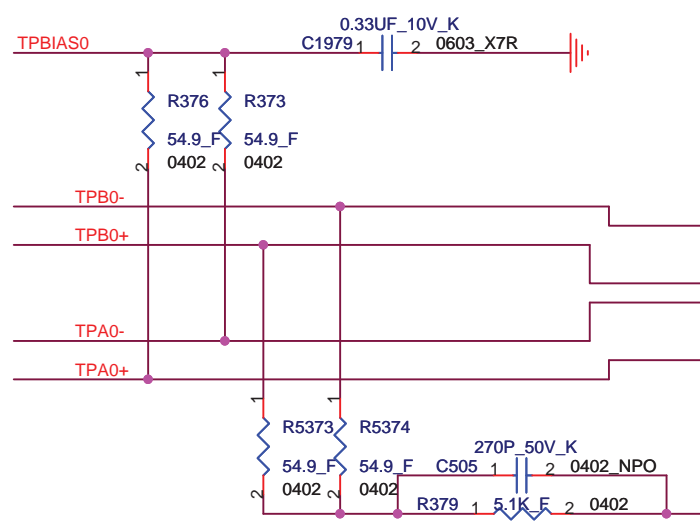 0.33UF_10V_K
TPBIAS0
C1979 1 2 0603_X7R
1 1
R376 R373
54.9_F 54.9_F
2 0402 2 0402
TPB0-
TPB0+
TPA0-
TPA0+
1 1
R5373 R5374
270P_50V_K
54.9_F 54.9_F C505 1 2 0402_NPO
2 0402 2 0402
R379 1 5.1K_F 2 0402